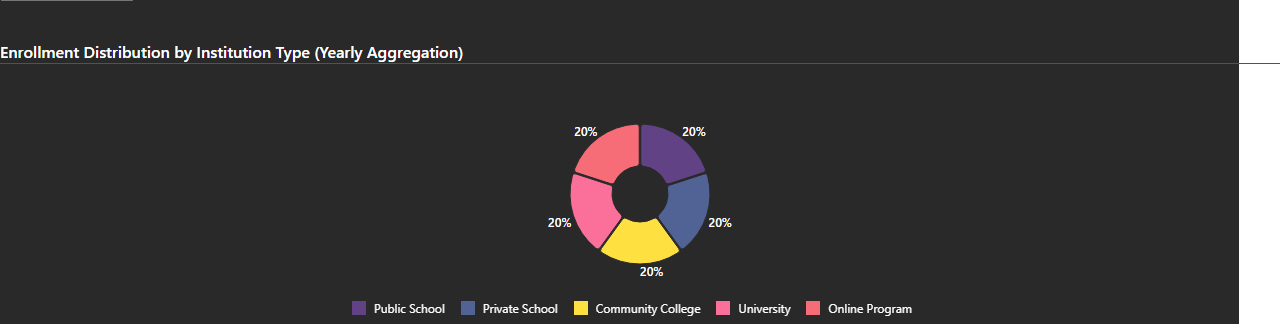 Enrollment Distribution by Institution Type (Yearly Aggregation)
20% 20%
20% 20%
20%
Public School Private School Community College University Online Program